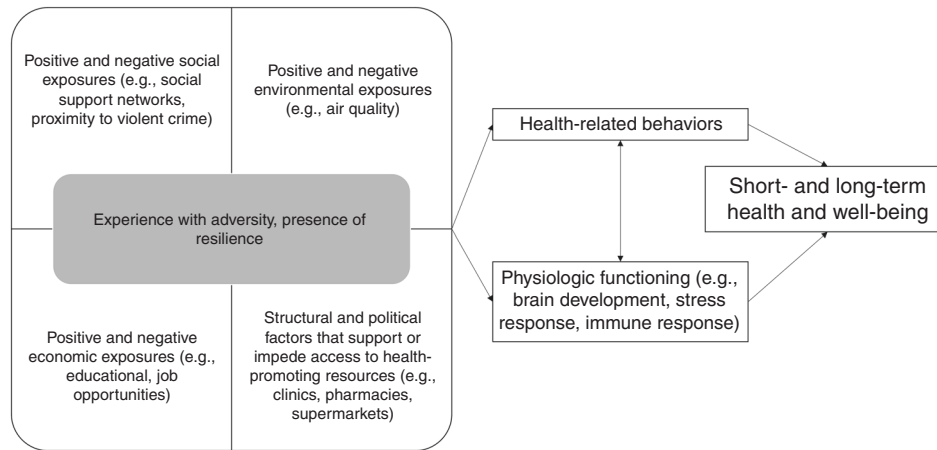 Positive and negative social
exposures (e.g., social
support networks,
proximity to violent crime)
Positive and negative
environmental exposures
(e.g., air quality)
Experience with adversity, presence of
resilience
Positive and negative
economic exposures (e.g.,
educational, job
opportunities)
Structural and political
factors that support or
impede access to health-
promoting resources (e.g.,
clinics, pharmacies,
supermarkets)
Health-related behaviors
Physiologic functioning (e.g.,
brain development, stress
response, immune response)
Short- and long-term
health and well-being